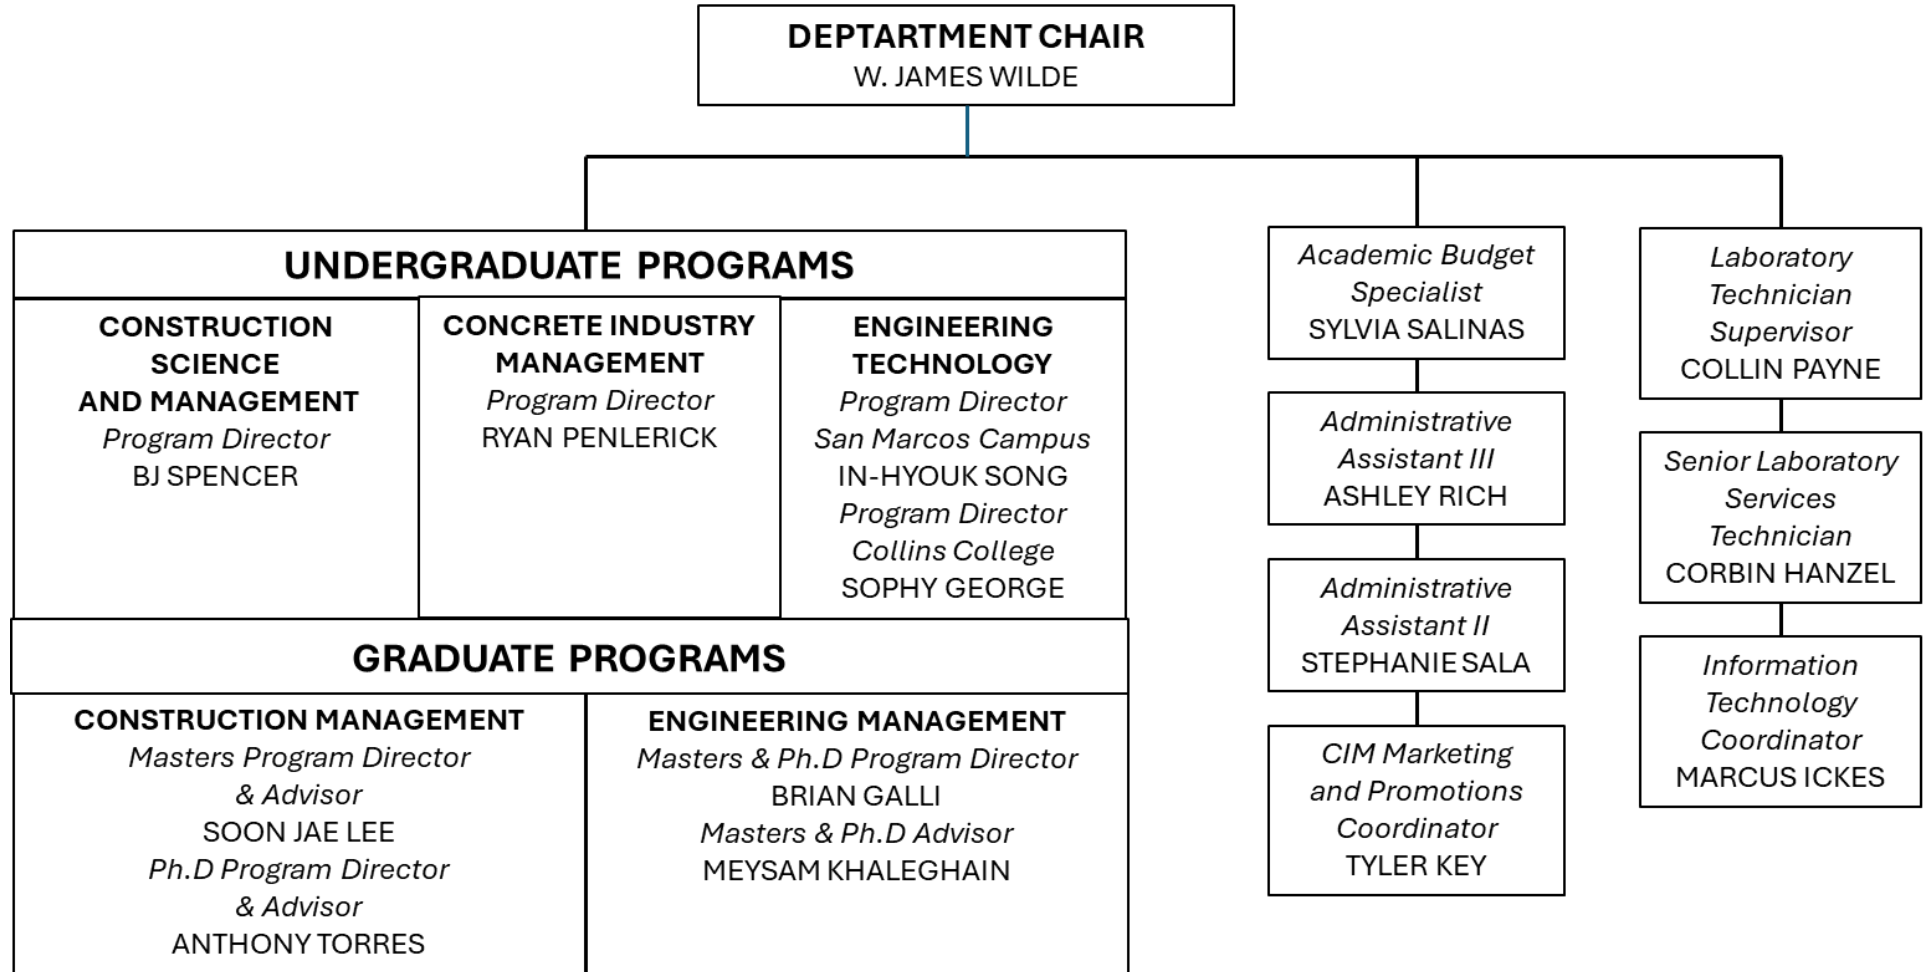 DEPTARTMENT CHAIR
W. JAMES WILDE
UNDERGRADUATE PROGRAMS
CONSTRUCTION
SCIENCE
AND MANAGEMENT
Program Director
BJ SPENCER
CONCRETE INDUSTRY
MANAGEMENT
Program Director
RYAN PENLERICK
ENGINEERING
TECHNOLOGY
Program Director
San Marcos Campus
IN-HYOUK SONG
Program Director
Collins College
SOPHY GEORGE
GRADUATE PROGRAMS
CONSTRUCTION MANAGEMENT
Masters Program Director
& Advisor
SOON JAE LEE
Ph.D Program Director
& Advisor
ANTHONY TORRES
ENGINEERING MANAGEMENT
Masters & Ph.D Program Director
BRIAN GALLI
Masters & Ph.D Advisor
MEYSAM KHALEGHAIN
Academic Budget
Specialist
SYLVIA SALINAS
Administrative
Assistant III
ASHLEY RICH
Administrative
Assistant II
STEPHANIE SALA
CIM Marketing
and Promotions
Coordinator
TYLER KEY
Laboratory
Technician
Supervisor
COLLIN PAYNE
Senior Laboratory
Services
Technician
CORBIN HANZEL
Information
Technology
Coordinator
MARCUS ICKES